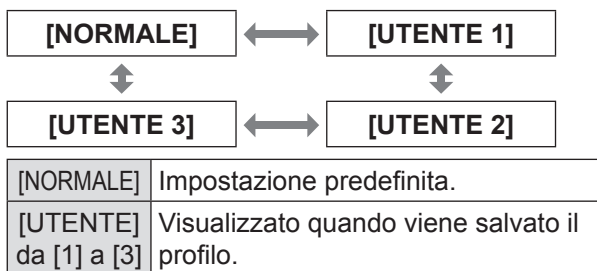 [NORMALE] [UTENTE 1]
[UTENTE 3] [UTENTE 2]
[NORMALE] Impostazione predefinita.
[UTENTE] Visualizzato quando viene salvato il
da [1] a [3] profilo.